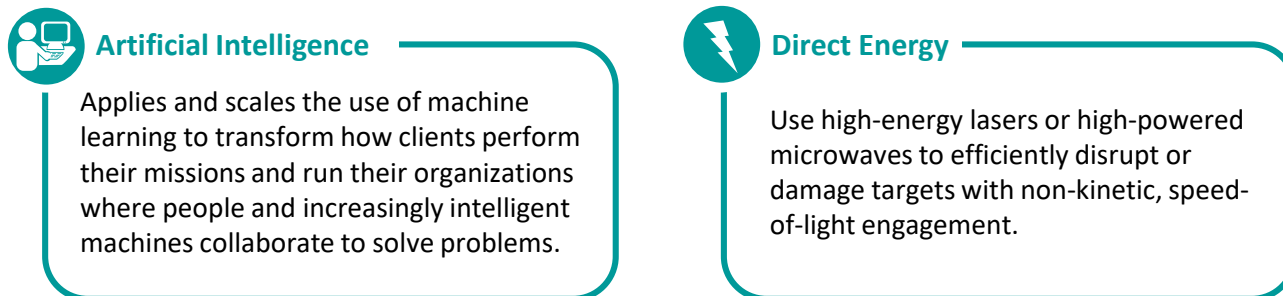 Artificial Intelligence
Applies and scales the use of machine
learning to transform how clients perform
their missions and run their organizations
where people and increasingly intelligent
machines collaborate to solve problems.
Direct Energy
Use high-energy lasers or high-powered
microwaves to efficiently disrupt or
damage targets with non-kinetic, speed-
of-light engagement.